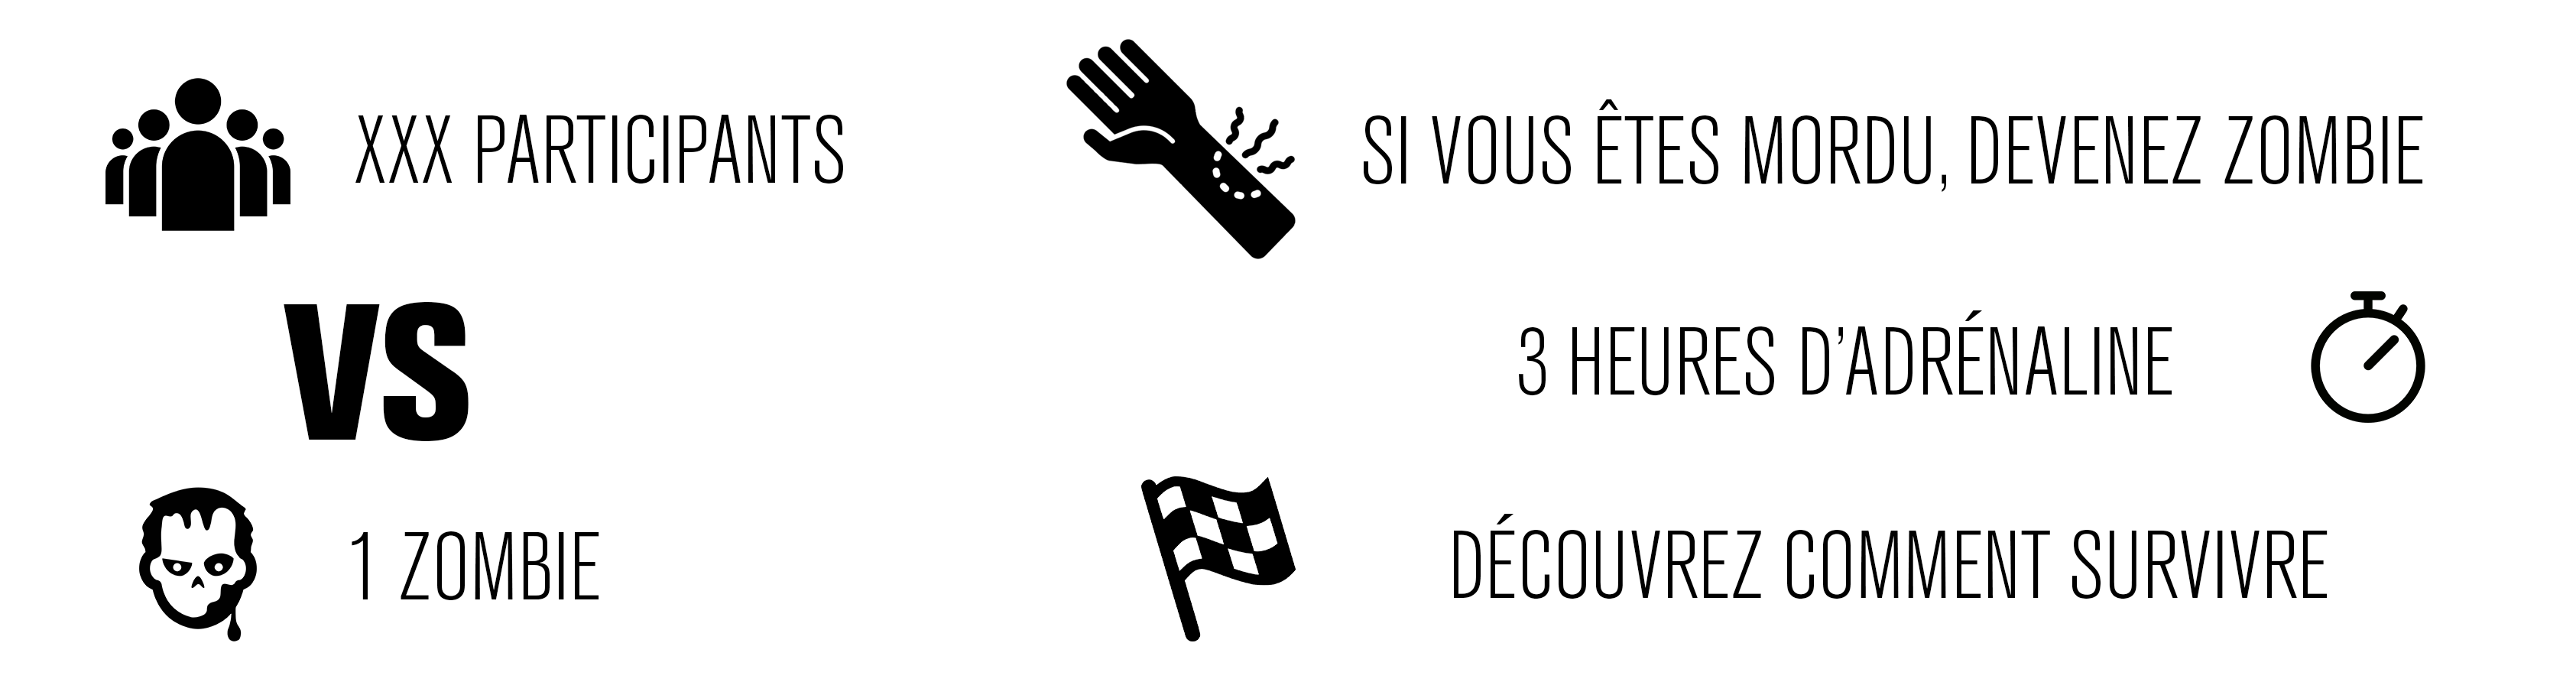 XXX PARTICIPANTS
VS
1 ZOMBIE
SI VOUS ÊTES MORDU, DEVENEZ ZOMBIE
3 HEURES D’ADRÉNALINE
DÉCOUVREZ COMMENT SURVIVRE